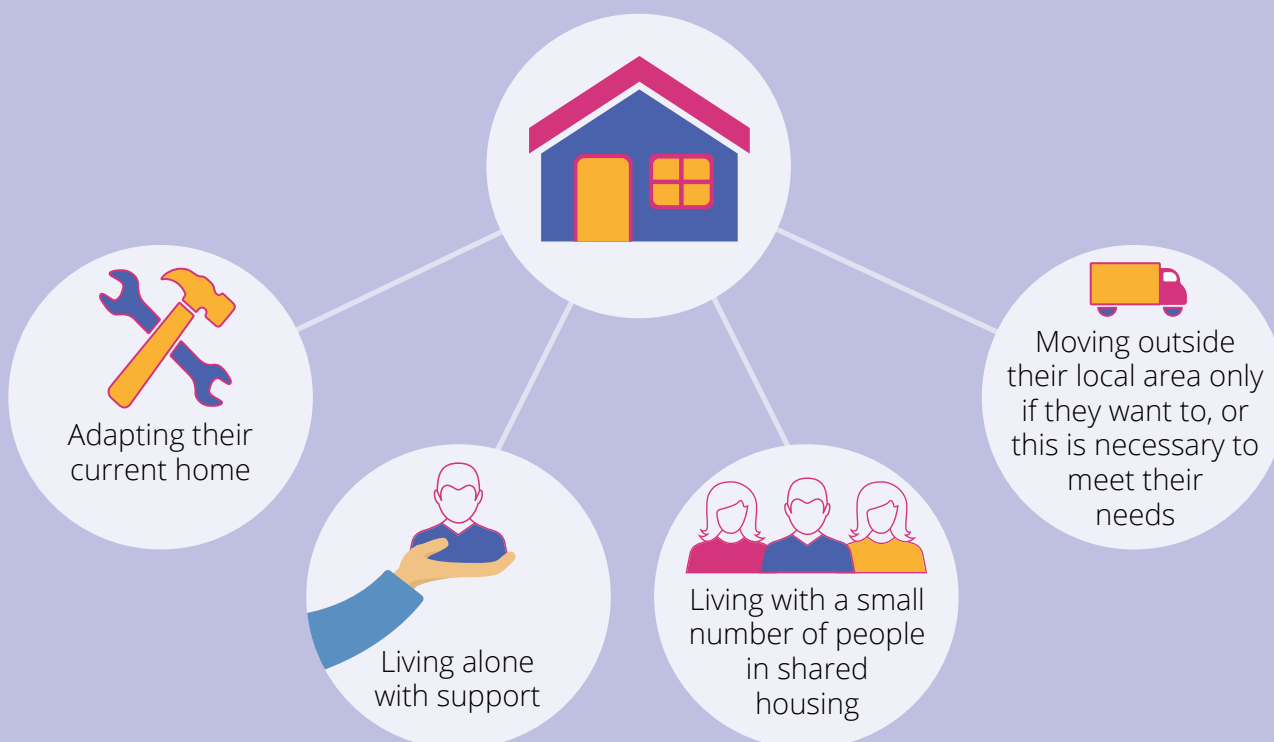 Adapting their
current home
Living alone
with support
Living with a small
number of people
in shared
housing
Moving outside
their local area only
if they want to, or
this is necessary to
meet their
needs